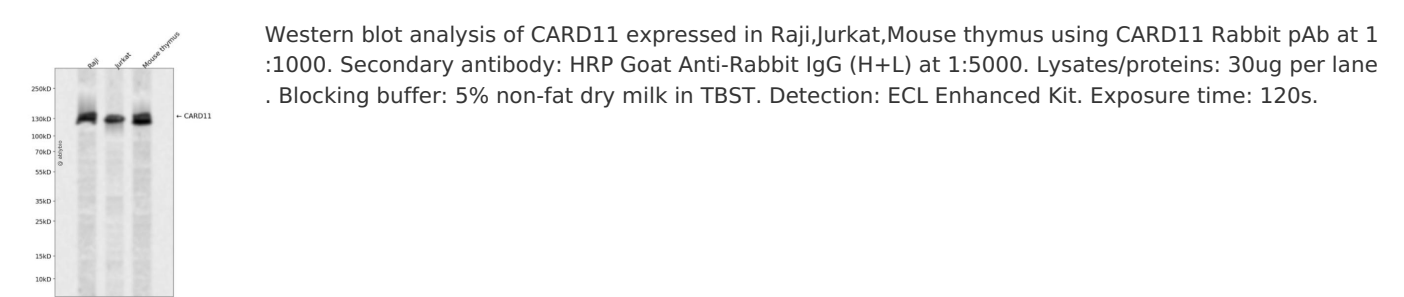 Raji
Jurkat
Mouse thymus
250kD
130kD
100kD
70kD
55kD
35kD
25kD
15kD
10kD
← CARD11
Western blot analysis of CARD11 expressed in Raji,Jurkat,Mouse thymus using CARD11 Rabbit pAb at 1
:1000. Secondary antibody: HRP Goat Anti-Rabbit IgG (H+L) at 1:5000. Lysates/proteins: 30ug per lane
. Blocking buffer: 5% non-fat dry milk in TBST. Detection: ECL Enhanced Kit. Exposure time: 120s.